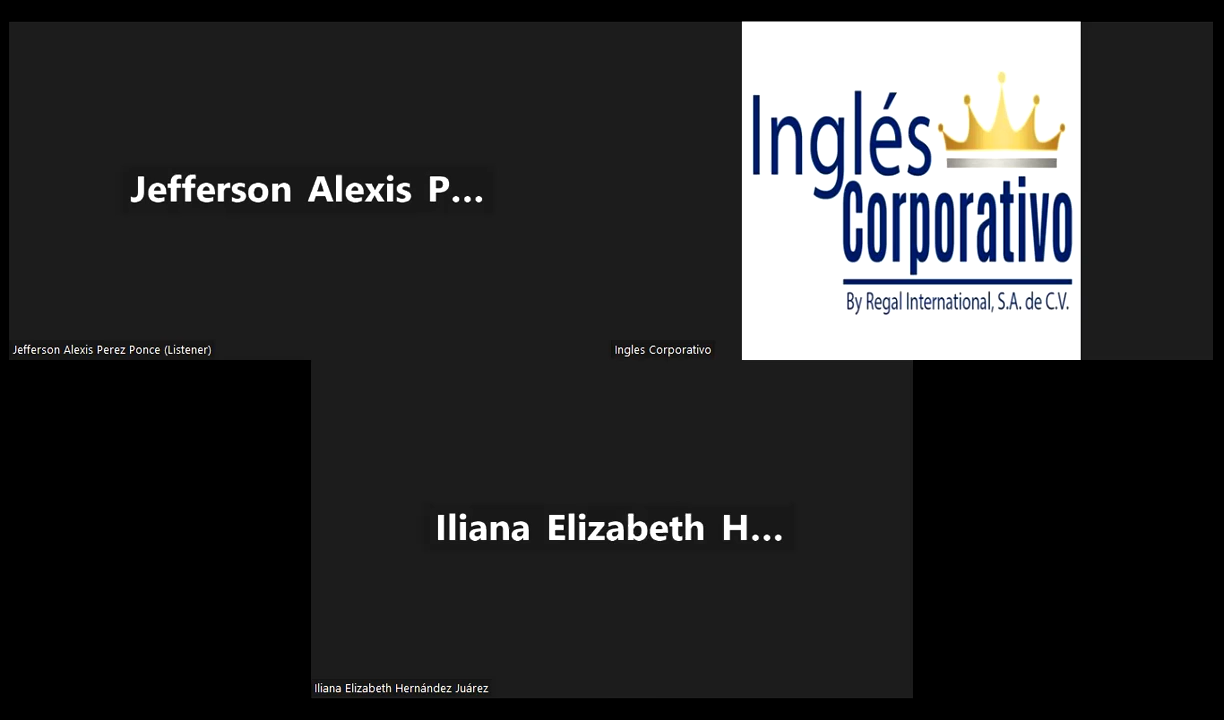 Jefferson Alexis P...
Jefferson Alexis Perez Ponce (Listener)
Inglés
Corporativo
By Regal International, S.A. de C.V.
Ingles Corporativo
Iliana Elizabeth H...
Iliana Elizabeth Hernández Juárez